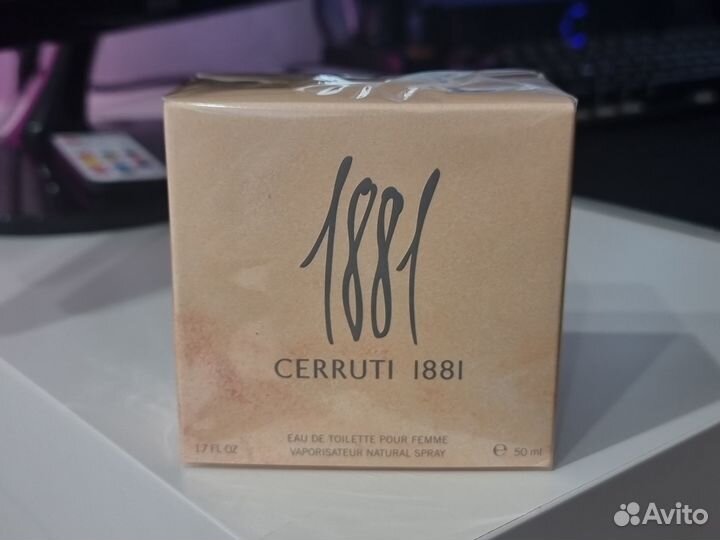 1881
CERRUTI 1881
EAU DE TOILETTE POUR FEMME
1.7 FL OZ VAPORISATEUR NATURAL SPRAY e 50 ml
Avito